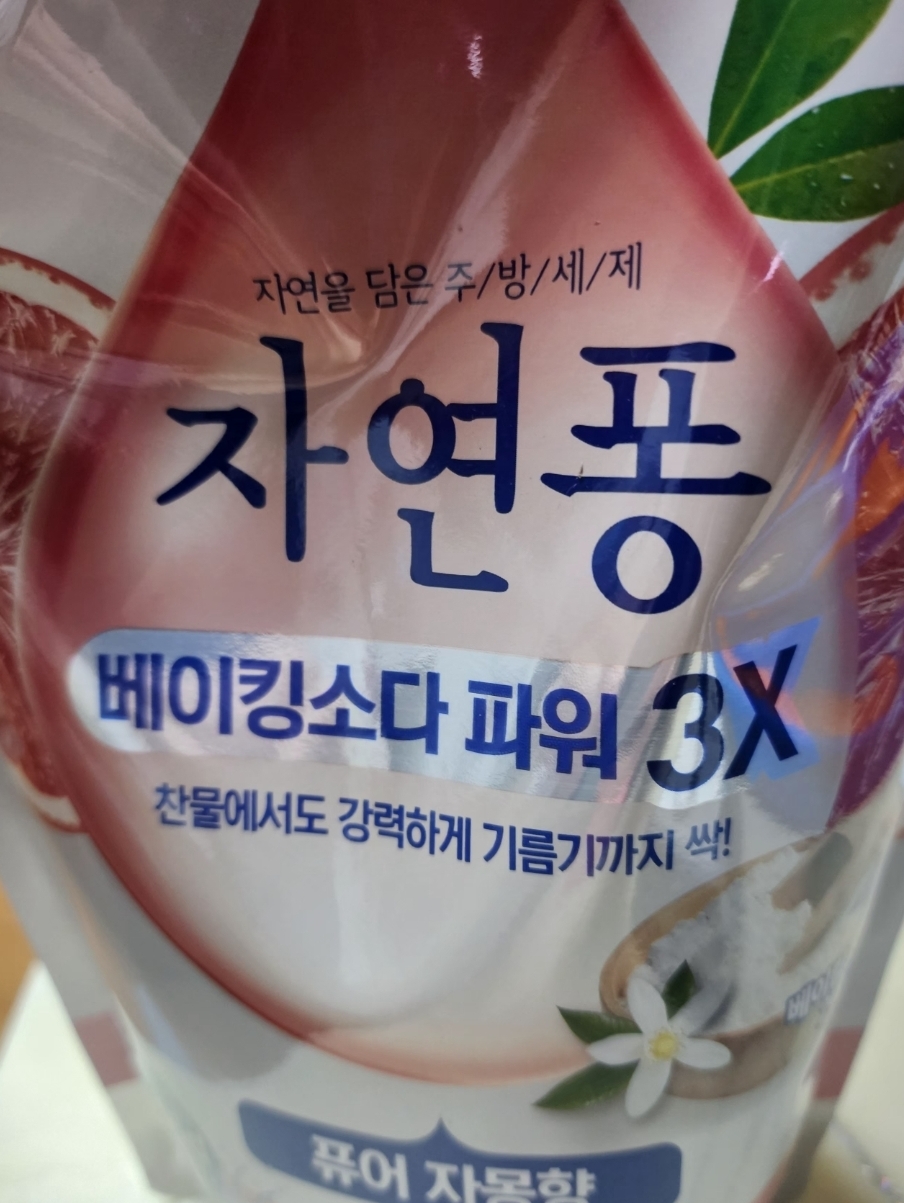 자연을 담은 주/방/세/제
자연퐁
베이킹소다 파워 3X
찬물에서도 강력하게 기름기까지 싹!
퓨어 자몽향